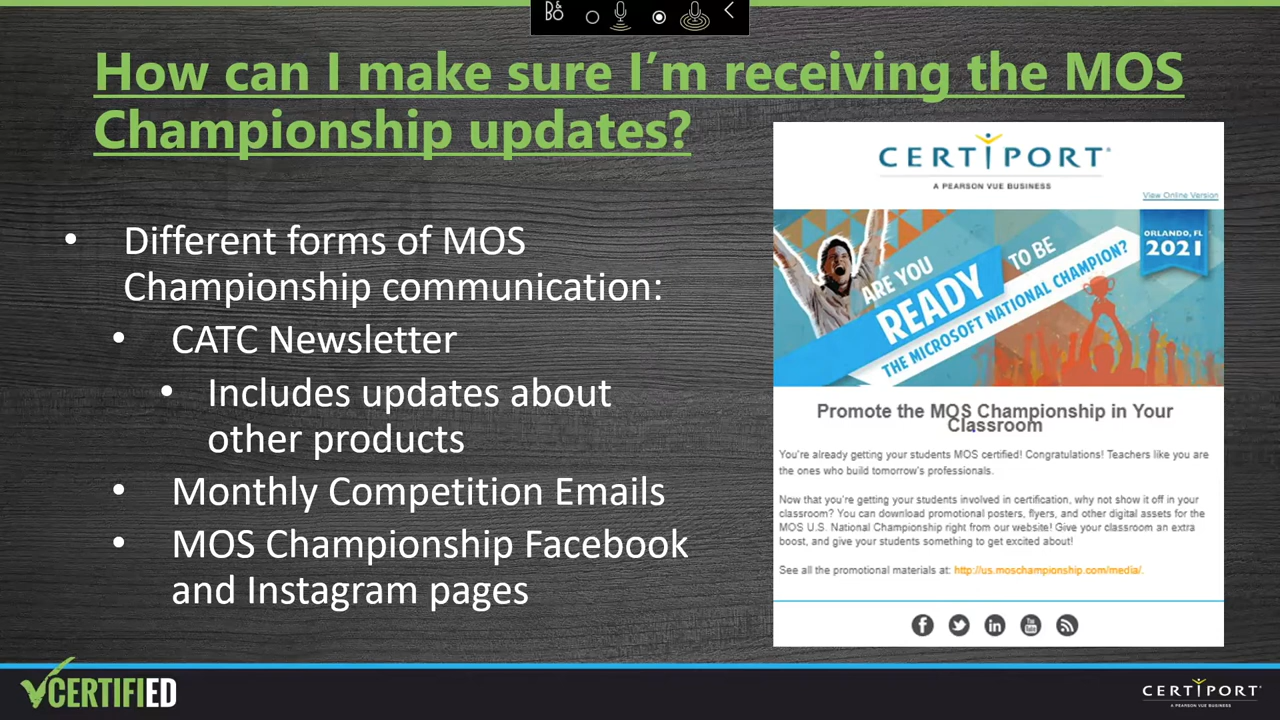 B&
BO
How can I make sure I’m receiving the MOS
Championship updates?
• Different forms of MOS
Championship communication:
• CATC Newsletter
• Includes updates about
other products
• Monthly Competition Emails
• MOS Championship Facebook
and Instagram pages
CERTIPORT®
A PEARSON VUE BUSINESS
View Online Version
ORLANDO, FL
2021
ARE YOU
READY
TO BE
THE MICROSOFT NATIONAL CHAMPION?
Promote the MOS Championship in Your
Classroom
You're already getting your students MOS certified! Congratulations! Teachers like you are
the ones who build tomorrow's professionals.
Now that you're getting your students involved in certification, why not show it off in your
classroom? You can download promotional posters, flyers, and other digital assets for the
MOS U.S. National Championship right from our website! Give your classroom an extra
boost, and give your students something to get excited about!
See all the promotional materials at: http://us.moschampionship.com/media/.
f in You Tube
CERTIFIED
CERTIPORT
A PEARSON VUE BUSINESS